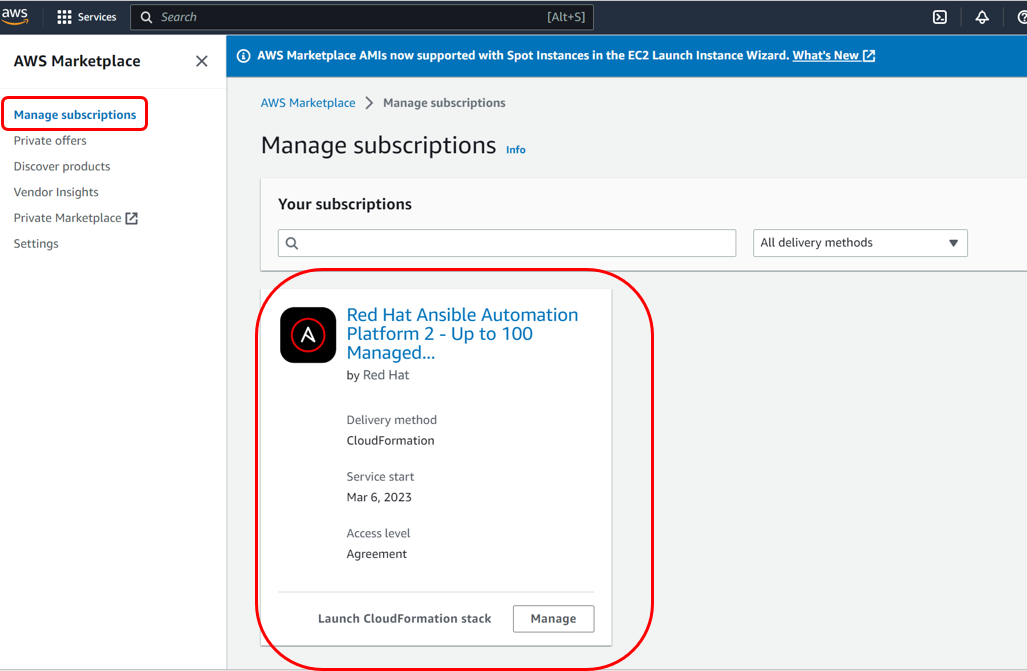 aws
Services
Search
[Alt+S]
AWS Marketplace
Manage subscriptions
Private offers
Discover products
Vendor Insights
Private Marketplace
Settings
AWS Marketplace AMIs now supported with Spot Instances in the EC2 Launch Instance Wizard. What's New
AWS Marketplace > Manage subscriptions
Manage subscriptions Info
Your subscriptions
All delivery methods
Red Hat Ansible Automation
Platform 2 - Up to 100
Managed...
by Red Hat
Delivery method
CloudFormation
Service start
Mar 6, 2023
Access level
Agreement
Launch CloudFormation stack
Manage